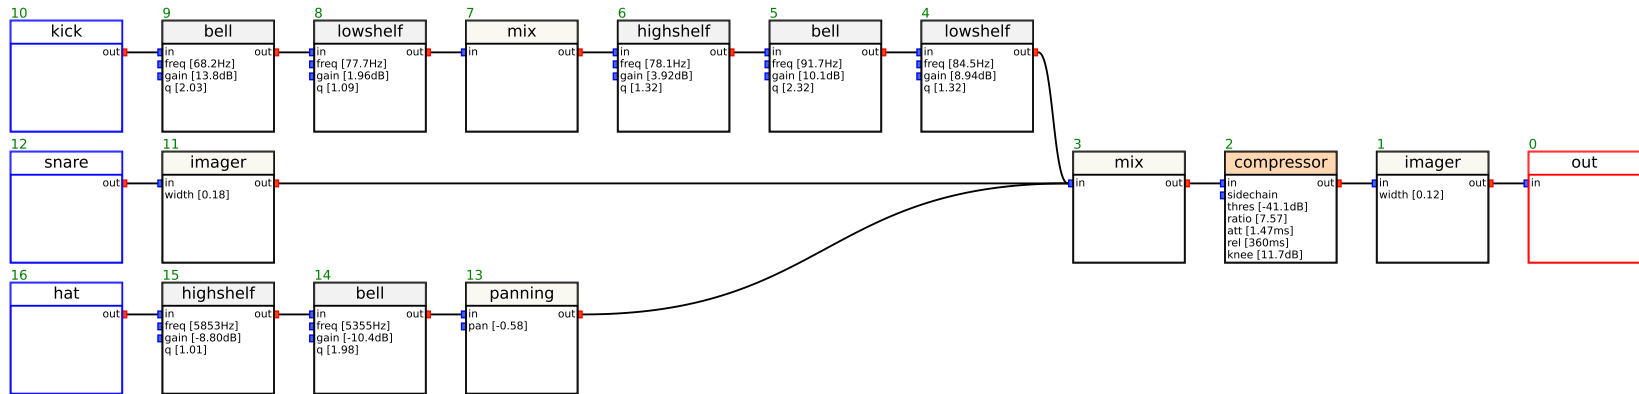 10
kick
out
9
bell
in out
freq [68.2Hz]
gain [13.8dB]
q [2.03]
8
lowshelf
in out
freq [77.7Hz]
gain [1.96dB]
q [1.09]
7
mix
in out
6
highshelf
in out
freq [78.1Hz]
gain [3.92dB]
q [1.32]
5
bell
in out
freq [91.7Hz]
gain [10.1dB]
q [2.32]
4
lowshelf
in out
freq [84.5Hz]
gain [8.94dB]
q [1.32]
12
snare
out
11
imager
in out
width [0.18]
3
mix
in out
2
compressor
in out
sidechain
thres [-41.1dB]
ratio [7.57]
att [1.47ms]
rel [360ms]
knee [11.7dB]
1
imager
in out
width [0.12]
0
out
in
16
hat
out
15
highshelf
in out
freq [5853Hz]
gain [-8.80dB]
q [1.01]
14
bell
in out
freq [5355Hz]
gain [-10.4dB]
q [1.98]
13
panning
in out
pan [-0.58]